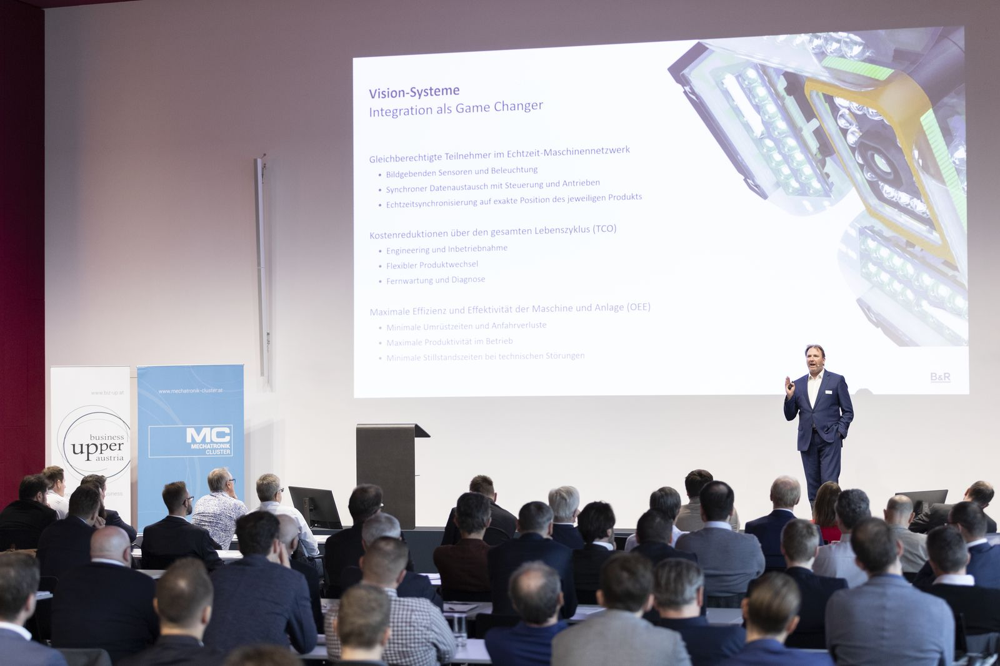 Vision-Systeme
Integration als Game Changer
Gleichberechtigte Teilnehmer im Echtzeit-Maschinennetzwerk
• Bildgebenden Sensoren und Beleuchtung
• Synchroner Datenaustausch mit Steuerung und Antrieben
• Echtzeitsynchronisierung auf exakte Position des jeweiligen Produkts
Kostenreduktionen über den gesamten Lebenszyklus (TCO)
• Engineering und Inbetriebnahme
• Flexibler Produktwechsel
• Fernwartung und Diagnose
Maximale Effizienz und Effektivität der Maschine und Anlage (OEE)
• Minimale Umrüstzeiten und Anfahrverluste
• Maximale Produktivität im Betrieb
• Minimale Stillstandszeiten bei technischen Störungen
B&R
www.biz-up.at
business
upper
austria
www.mechatronik-cluster.at
MC
MECHATRONIK
CLUSTER